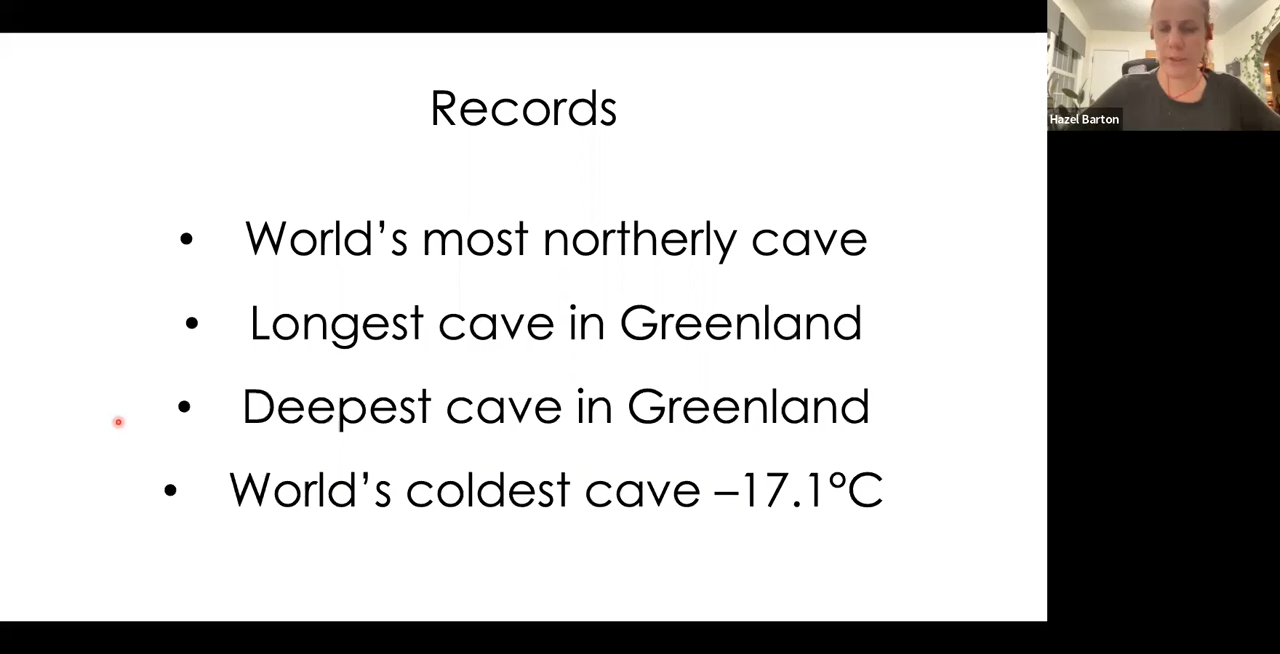 Records
• World’s most northerly cave
• Longest cave in Greenland
• Deepest cave in Greenland
• World’s coldest cave –17.1°C
Hazel Barton